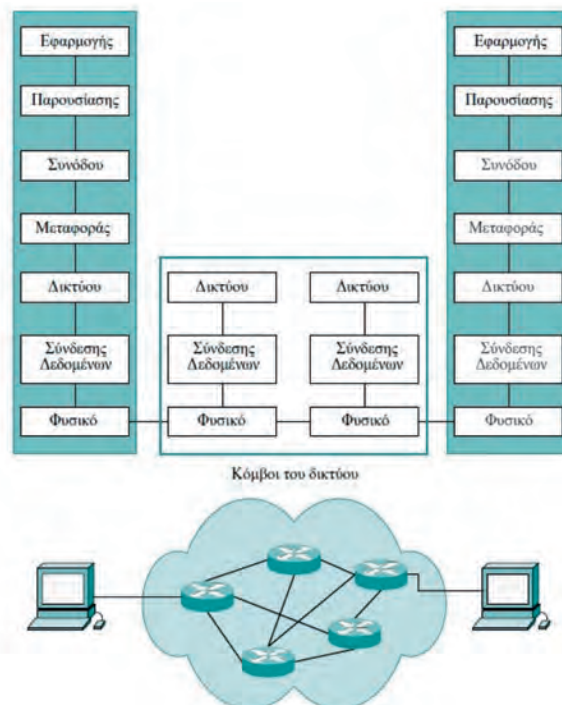 Εφαρμογής
Παρουσίασης
Συνόδου
Μεταφοράς
Δικτύου
Σύνδεσης
Δεδομένων
Φυσικό
Δικτύου
Σύνδεσης
Δεδομένων
Φυσικό
Δικτύου
Σύνδεσης
Δεδομένων
Φυσικό
Εφαρμογής
Παρουσίασης
Συνόδου
Μεταφοράς
Δικτύου
Σύνδεσης
Δεδομένων
Φυσικό
Κόμβοι του δικτύου